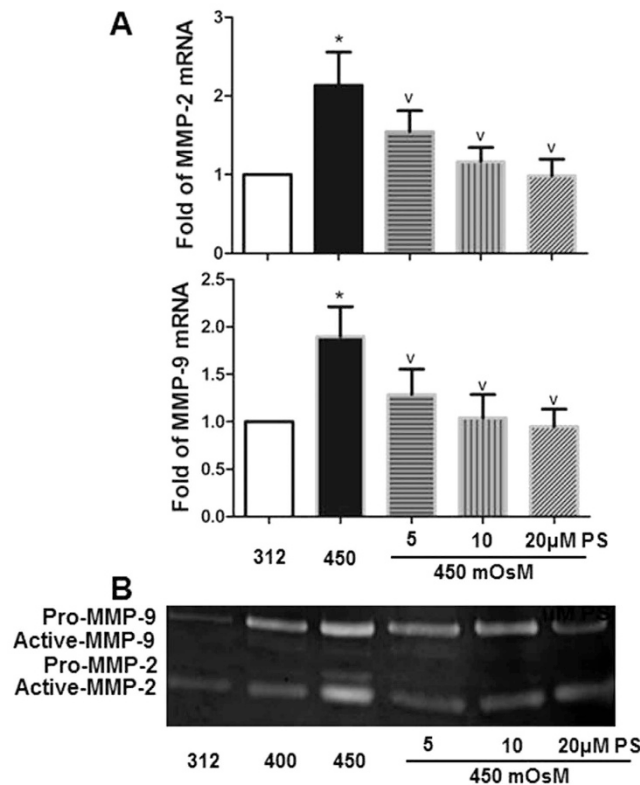 A
Fold of MMP-2 mRNA
3
2
1
0
*
v
v
v
Fold of MMP-9 mRNA
2.5
2.0
1.5
1.0
0.5
0.0
*
v
v
v
312
450
5
10
20µM PS
450 mOsM
B
Pro-MMP-9
Active-MMP-9
Pro-MMP-2
Active-MMP-2
µM PS
312
400
450
5
10
20µM PS
450 mOsM